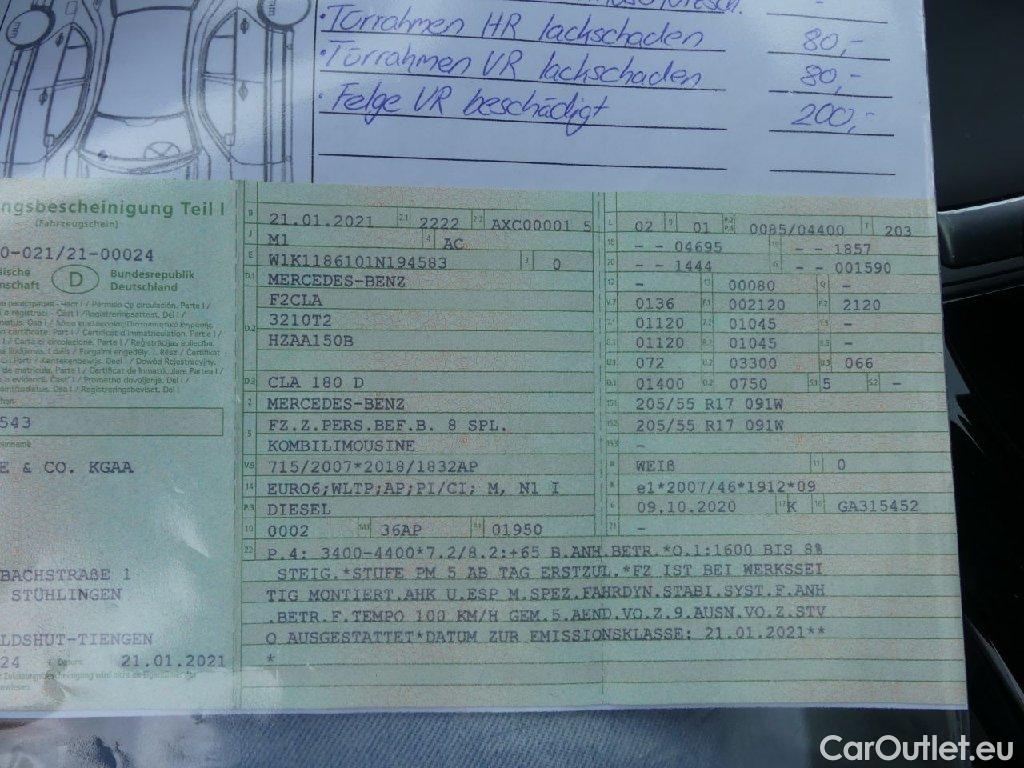 Türrahmen HR lackschaden 80,-
Türrahmen VR lackschaden 80,-
Felge VR beschädigt 200,-
ngsbescheinigung Teil I
(Fahrzeugschein)
0-021/21-00024
D
Bundesrepublik
Deutschland
543
E & CO. KGAA
BACHSTRAßE 1
STÜHLINGEN
LDSHUT-TIENGEN
24 21.01.2021
21.01.2021 2222 AXC00001 5
M1 AC
W1K1186101N194583 0
MERCEDES-BENZ
F2CLA
3210T2
HZAA150B
CLA 180 D
MERCEDES-BENZ
FZ.Z.PERS.BEF.B. 8 SPL.
KOMBILIMOUSINE
715/2007*2018/1832AP
EURO6;WLTP;AP;PI/CI; M, N1 I
DIESEL
0002 36AP 01950
02 01 0085/04400 203
- - 04695 - - 1857
- - 1444 - - 001590
- 00080 -
0136 002120 2120
01120 01045 -
01120 01045 -
072 03300 066
01400 0750 5 -
205/55 R17 091W
205/55 R17 091W
-
WEIß 0
e1*2007/46*1912*09
09.10.2020 K GA315452
-
P.4: 3400-4400*7.2/8.2:+65 B.ANH.BETR.*O.1:1600 BIS 8%
STEIG.*STUFE PM 5 AB TAG ERSTZUL.*FZ IST BEI WERKSSEI
TIG MONTIERT.AHK U.ESP M.SPEZ.FAHRDYN.STABI.SYST.F.ANH
.BETR.F.TEMPO 100 KM/H GEM.5.AEND.VO.Z.9.AUSN.VO.Z.STV
O AUSGESTATTET*DATUM ZUR EMISSIONSKLASSE: 21.01.2021**
*
CarOutlet.eu